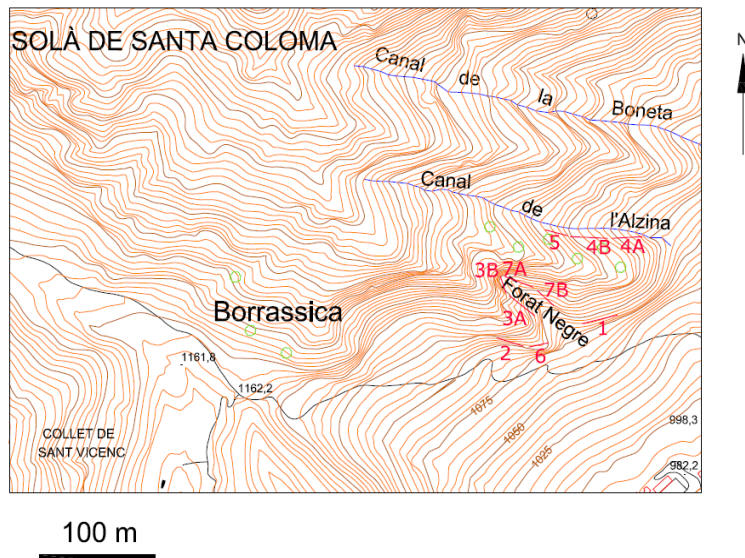 SOLÀ DE SANTA COLOMA
N
Canal de la Boneta
Canal de l'Alzina
5
4B 4A
3B 7A
7B
Forat Negre
3A
1
2 6
Borrassica
1161,8
1162,2
1075
1050
1025
998,3
982,2
COLLET DE
SANT VICENC
100 m